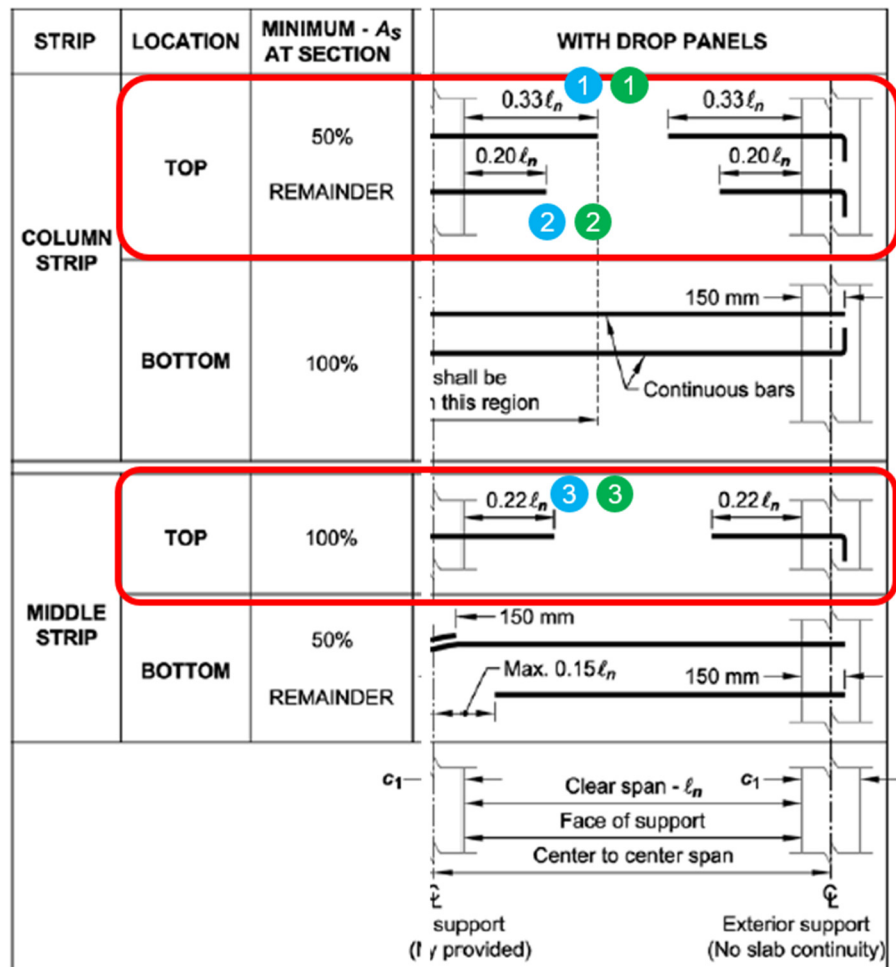 STRIP
LOCATION
MINIMUM - As
AT SECTION
WITH DROP PANELS
COLUMN
STRIP
TOP
50%
REMAINDER
1 1
0.33ℓn
0.33ℓn
0.20ℓn
0.20ℓn
2 2
BOTTOM
100%
150 mm
shall be
this region
Continuous bars
MIDDLE
STRIP
TOP
100%
3 3
0.22ℓn
0.22ℓn
BOTTOM
50%
REMAINDER
150 mm
Max. 0.15ℓn
150 mm
c1
Clear span - ℓn
c1
Face of support
Center to center span
℄
℄
support
provided)
Exterior support
(No slab continuity)